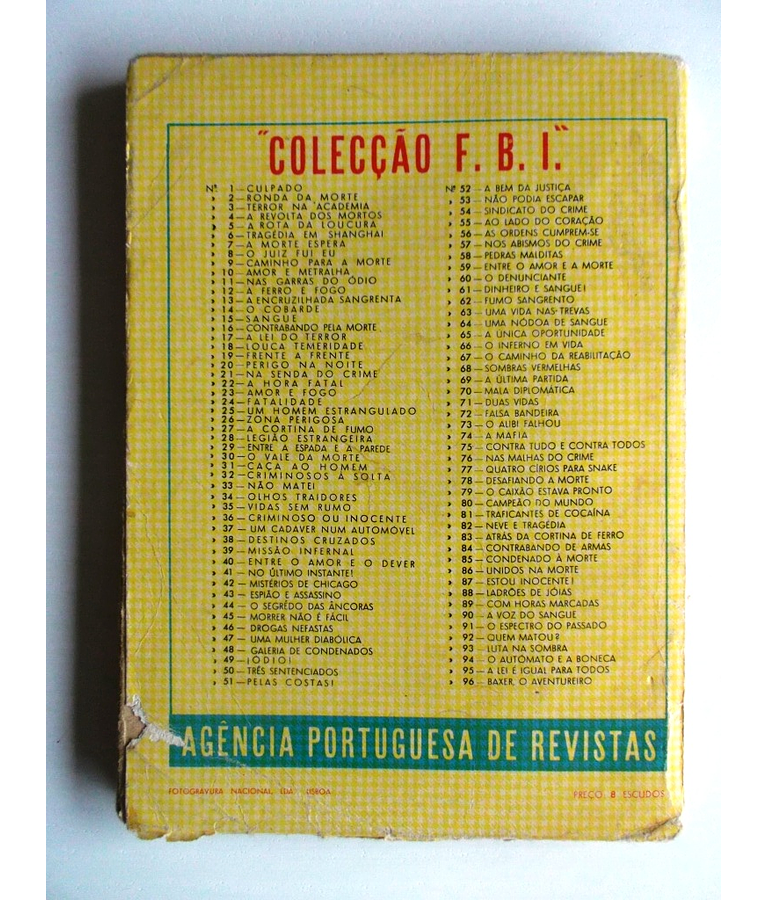 "COLECÇÃO F. B. I."
Nº 1 — CULPADO
» 2 — RONDA DA MORTE
» 3 — TERROR NA ACADEMIA
» 4 — A REVOLTA DOS MORTOS
» 5 — A ROTA DA LOUCURA
» 6 — TRAGÉDIA EM SHANGHAI
» 7 — A MORTE ESPERA
» 8 — O JUIZ FUI EU
» 9 — CAMINHO PARA A MORTE
» 10 — AMOR E METRALHA
» 11 — NAS GARRAS DO ÓDIO
» 12 — A FERRO E FOGO
» 13 — A ENCRUZILHADA SANGRENTA
» 14 — O COBARDE
» 15 — SANGUE
» 16 — CONTRABANDO PELA MORTE
» 17 — A LEI DO TERROR
» 18 — LOUCA TEMERIDADE
» 19 — FRENTE A FRENTE
» 20 — PERIGO NA NOITE
» 21 — NA SENDA DO CRIME
» 22 — A HORA FATAL
» 23 — AMOR E FOGO
» 24 — FATALIDADE
» 25 — UM HOMEM ESTRANGULADO
» 26 — ZONA PERIGOSA
» 27 — A CORTINA DE FUMO
» 28 — LEGIÃO ESTRANGEIRA
» 29 — ENTRE A ESPADA E A PAREDE
» 30 — O VALE DA MORTE
» 31 — CAÇA AO HOMEM
» 32 — CRIMINOSOS À SOLTA
» 33 — NÃO MATEI
» 34 — OLHOS TRAIDORES
» 35 — VIDAS SEM RUMO
» 36 — CRIMINOSO OU INOCENTE
» 37 — UM CADAVER NUM AUTOMÓVEL
» 38 — DESTINOS CRUZADOS
» 39 — MISSÃO INFERNAL
» 40 — ENTRE O AMOR E O DEVER
» 41 — NO ÚLTIMO INSTANTE!
» 42 — MISTÉRIOS DE CHICAGO
» 43 — ESPIÃO E ASSASSINO
» 44 — O SEGRÊDO DAS ÂNCORAS
» 45 — MORRER NÃO É FÁCIL
» 46 — DROGAS NEFASTAS
» 47 — UMA MULHER DIABÓLICA
» 48 — GALERIA DE CONDENADOS
» 49 — ¡ÓDIO!
» 50 — TRÊS SENTENCIADOS
» 51 — PELAS COSTAS!
Nº 52 — A BEM DA JUSTIÇA
» 53 — NÃO PODIA ESCAPAR
» 54 — SINDICATO DO CRIME
» 55 — AO LADO DO CORAÇÃO
» 56 — AS ORDENS CUMPREM-SE
» 57 — NOS ABISMOS DO CRIME
» 58 — PEDRAS MALDITAS
» 59 — ENTRE O AMOR E A MORTE
» 60 — O DENUNCIANTE
» 61 — DINHEIRO E SANGUE!
» 62 — FUMO SANGRENTO
» 63 — UMA VIDA NAS TREVAS
» 64 — UMA NÓDOA DE SANGUE
» 65 — A ÚNICA OPORTUNIDADE
» 66 — O INFERNO EM VIDA
» 67 — O CAMINHO DA REABILITAÇÃO
» 68 — SOMBRAS VERMELHAS
» 69 — A ÚLTIMA PARTIDA
» 70 — MALA DIPLOMÁTICA
» 71 — DUAS VIDAS
» 72 — FALSA BANDEIRA
» 73 — O ALIBI FALHOU
» 74 — A MAFIA
» 75 — CONTRA TUDO E CONTRA TODOS
» 76 — NAS MALHAS DO CRIME
» 77 — QUATRO CÍRIOS PARA SNAKE
» 78 — DESAFIANDO A MORTE
» 79 — O CAIXÃO ESTAVA PRONTO
» 80 — CAMPEÃO DO MUNDO
» 81 — TRAFICANTES DE COCAÍNA
» 82 — NEVE E TRAGÉDIA
» 83 — ATRÁS DA CORTINA DE FERRO
» 84 — CONTRABANDO DE ARMAS
» 85 — CONDENADO À MORTE
» 86 — UNIDOS NA MORTE
» 87 — ESTOU INOCENTE!
» 88 — LADRÕES DE JÓIAS
» 89 — COM HORAS MARCADAS
» 90 — A VOZ DO SANGUE
» 91 — O ESPECTRO DO PASSADO
» 92 — QUEM MATOU?
» 93 — LUTA NA SOMBRA
» 94 — O AUTÓMATO E A BONECA
» 95 — A LEI É IGUAL PARA TODOS
» 96 — BAXER, O AVENTUREIRO
AGÊNCIA PORTUGUESA DE REVISTAS
FOTOGRAVURA NACIONAL, LDA. LISBOA
PREÇO 8 ESCUDOS